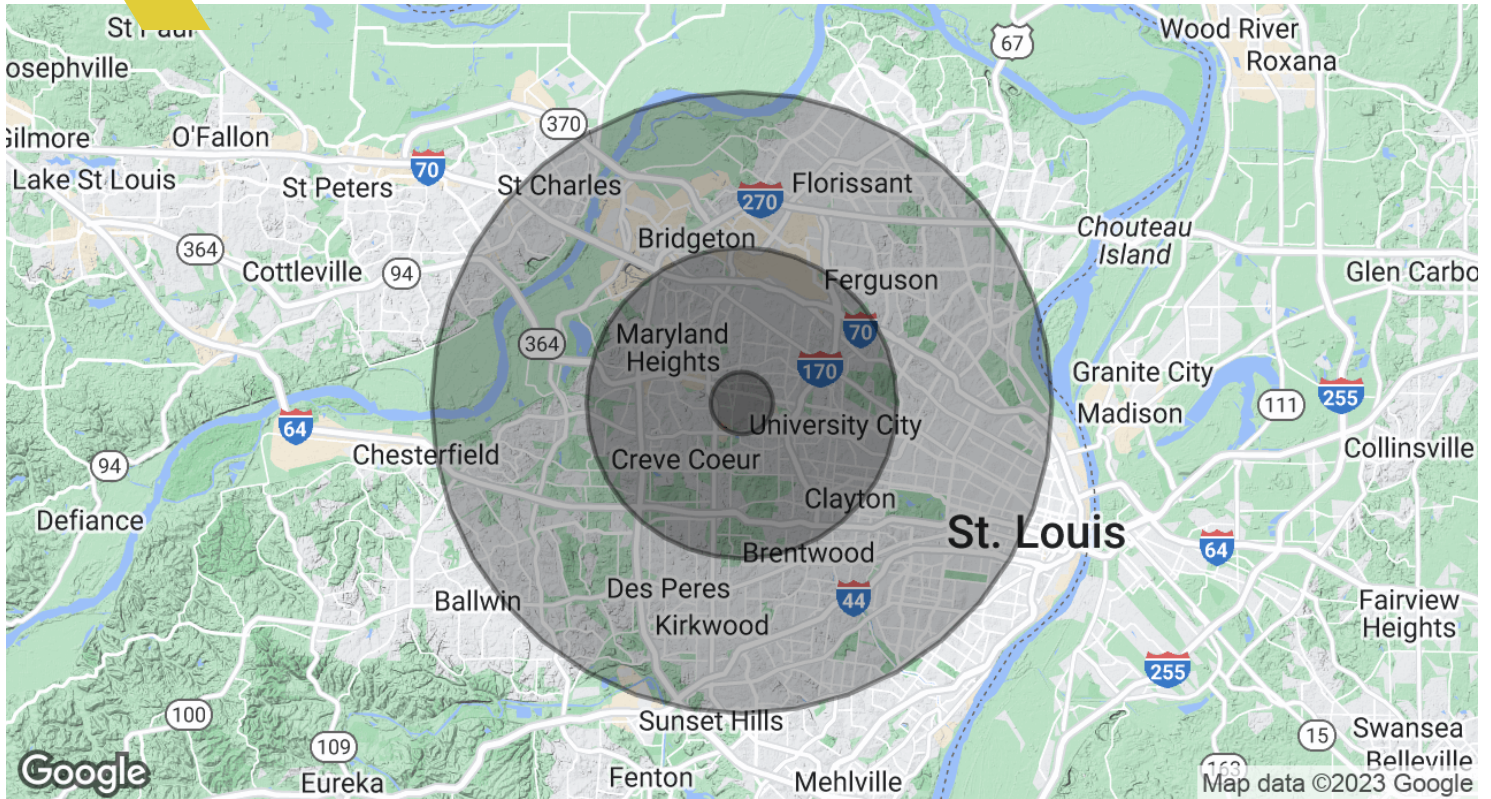 St Paul
Wood River
Roxana
67
osephville
370
Gilmore
O'Fallon
70
Lake St Louis
St Peters
St Charles
Florissant
270
Bridgeton
Chouteau
Island
364
Cottleville
94
Ferguson
Glen Carbo
70
Maryland
Heights
364
170
Granite City
255
Madison
111
64
University City
Chesterfield
Creve Coeur
Collinsville
94
Clayton
Defiance
St. Louis
64
Brentwood
Des Peres
44
Ballwin
Kirkwood
Fairview
Heights
255
100
Sunset Hills
109
15
Swansea
Belleville
163
Google
Eureka
Fenton
Mehlville
Map data ©2023 Google